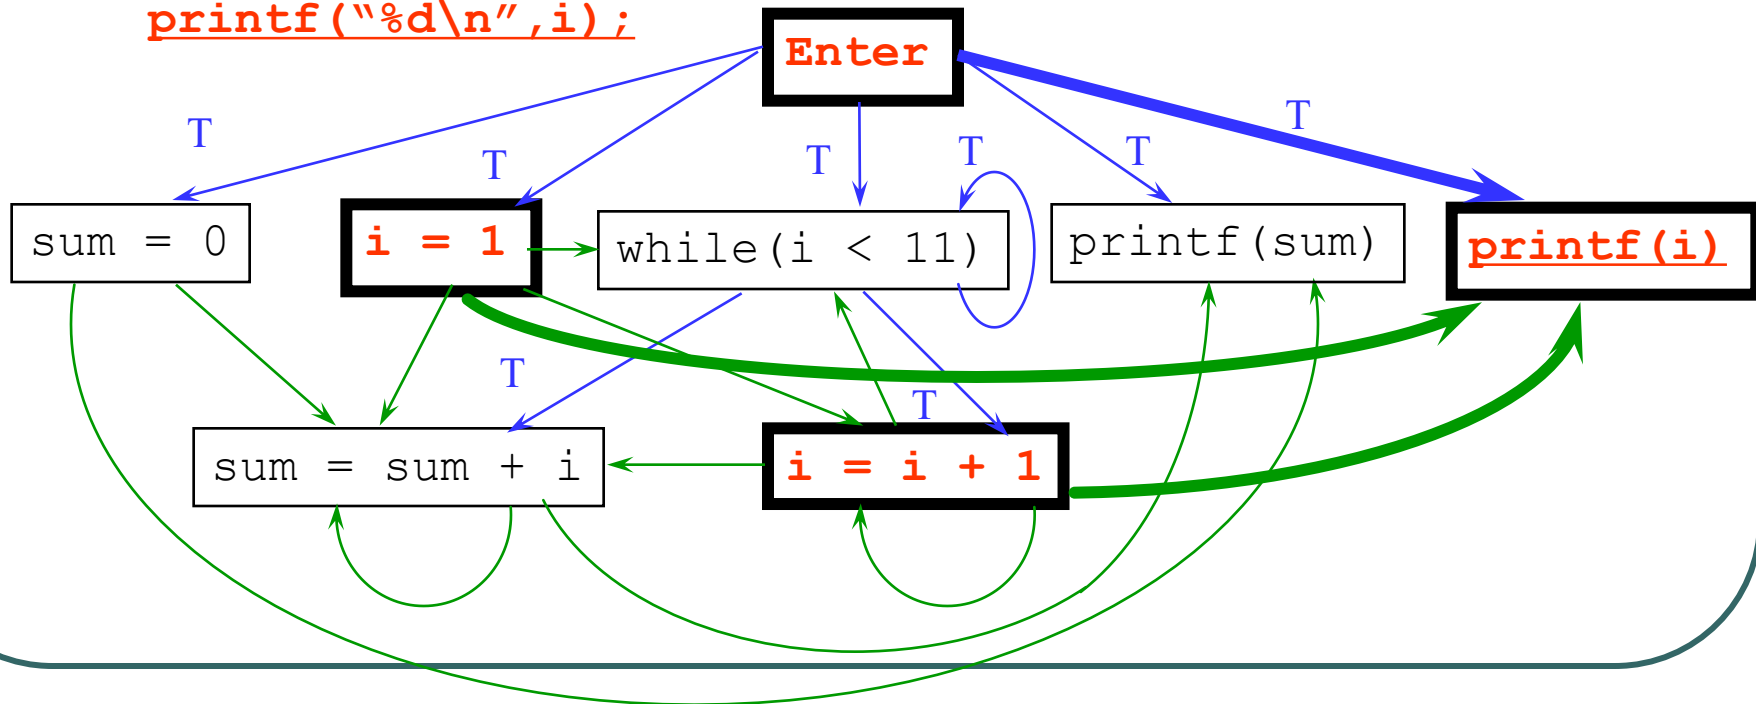 printf(“%d\n”,i);
Enter
T
T
T
T
T
T
sum = 0
i = 1
while(i < 11)
printf(sum)
printf(i)
T
T
sum = sum + i
i = i + 1